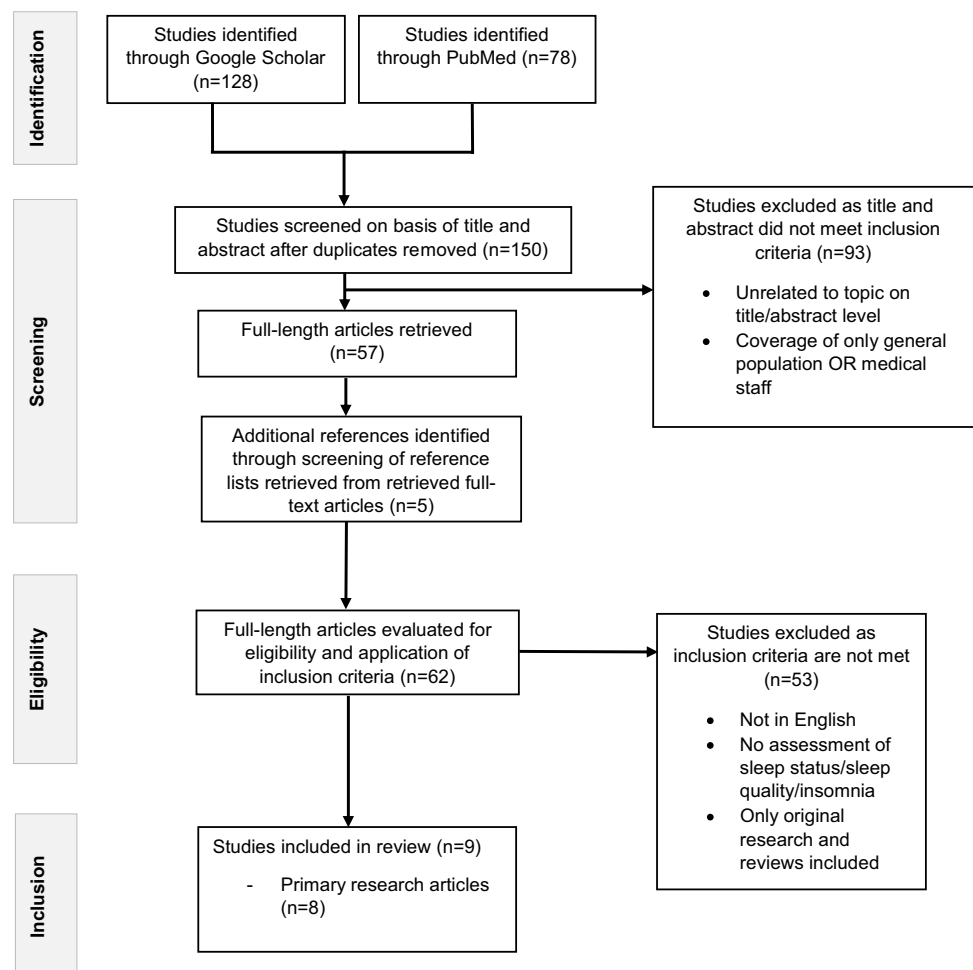 Identification
Studies identified
through Google Scholar
(n=128)
Studies identified
through PubMed (n=78)
Screening
Studies screened on basis of title and
abstract after duplicates removed (n=150)
Studies excluded as title and
abstract did not meet inclusion
criteria (n=93)
• Unrelated to topic on
title/abstract level
• Coverage of only general
population OR medical
staff
Full-length articles retrieved
(n=57)
Additional references identified
through screening of reference
lists retrieved from retrieved full-
text articles (n=5)
Eligibility
Full-length articles evaluated for
eligibility and application of
inclusion criteria (n=62)
Studies excluded as
inclusion criteria are not met
(n=53)
• Not in English
• No assessment of
sleep status/sleep
quality/insomnia
• Only original
research and
reviews included
Inclusion
Studies included in review (n=9)
- Primary research articles
(n=8)